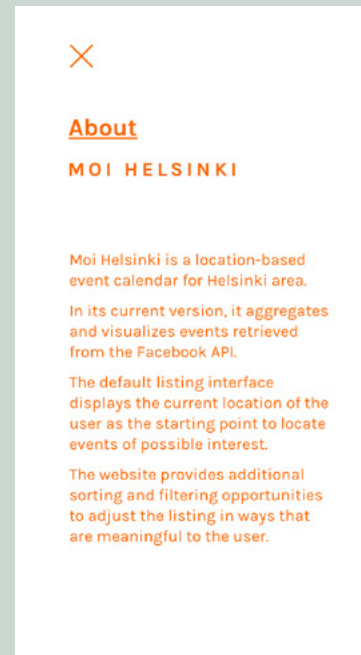 About
MOI HELSINKI
Moi Helsinki is a location-based
event calendar for Helsinki area.
In its current version, it aggregates
and visualizes events retrieved
from the Facebook API.
The default listing interface
displays the current location of the
user as the starting point to locate
events of possible interest.
The website provides additional
sorting and filtering opportunities
to adjust the listing in ways that
are meaningful to the user.